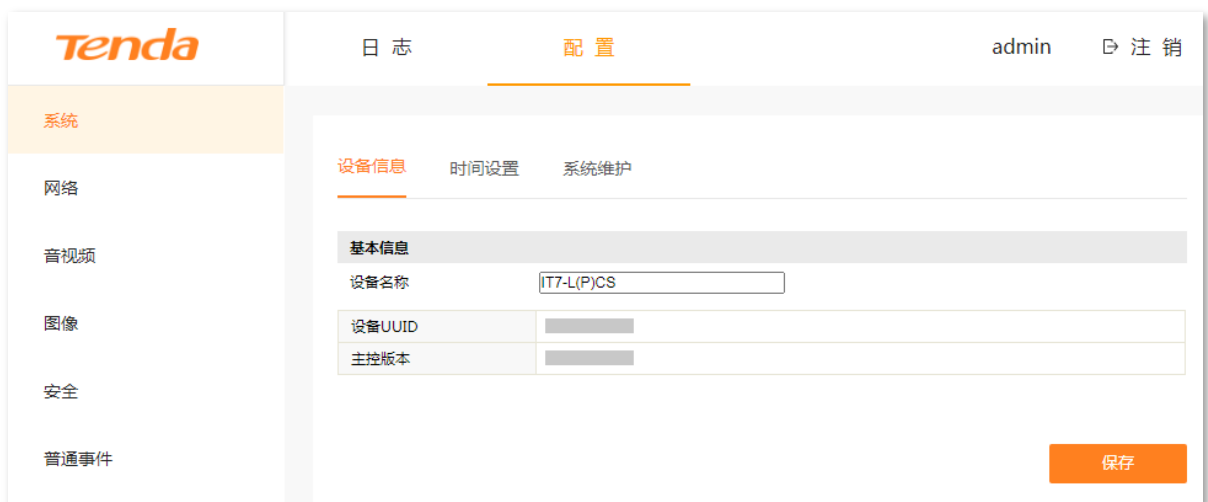 Tenda 日志 配置 admin 注销
系统
设备信息 时间设置 系统维护
网络
基本信息
音视频
设备名称 IT7-L(P)CS
图像
设备UUID
主控版本
安全
普通事件
保存